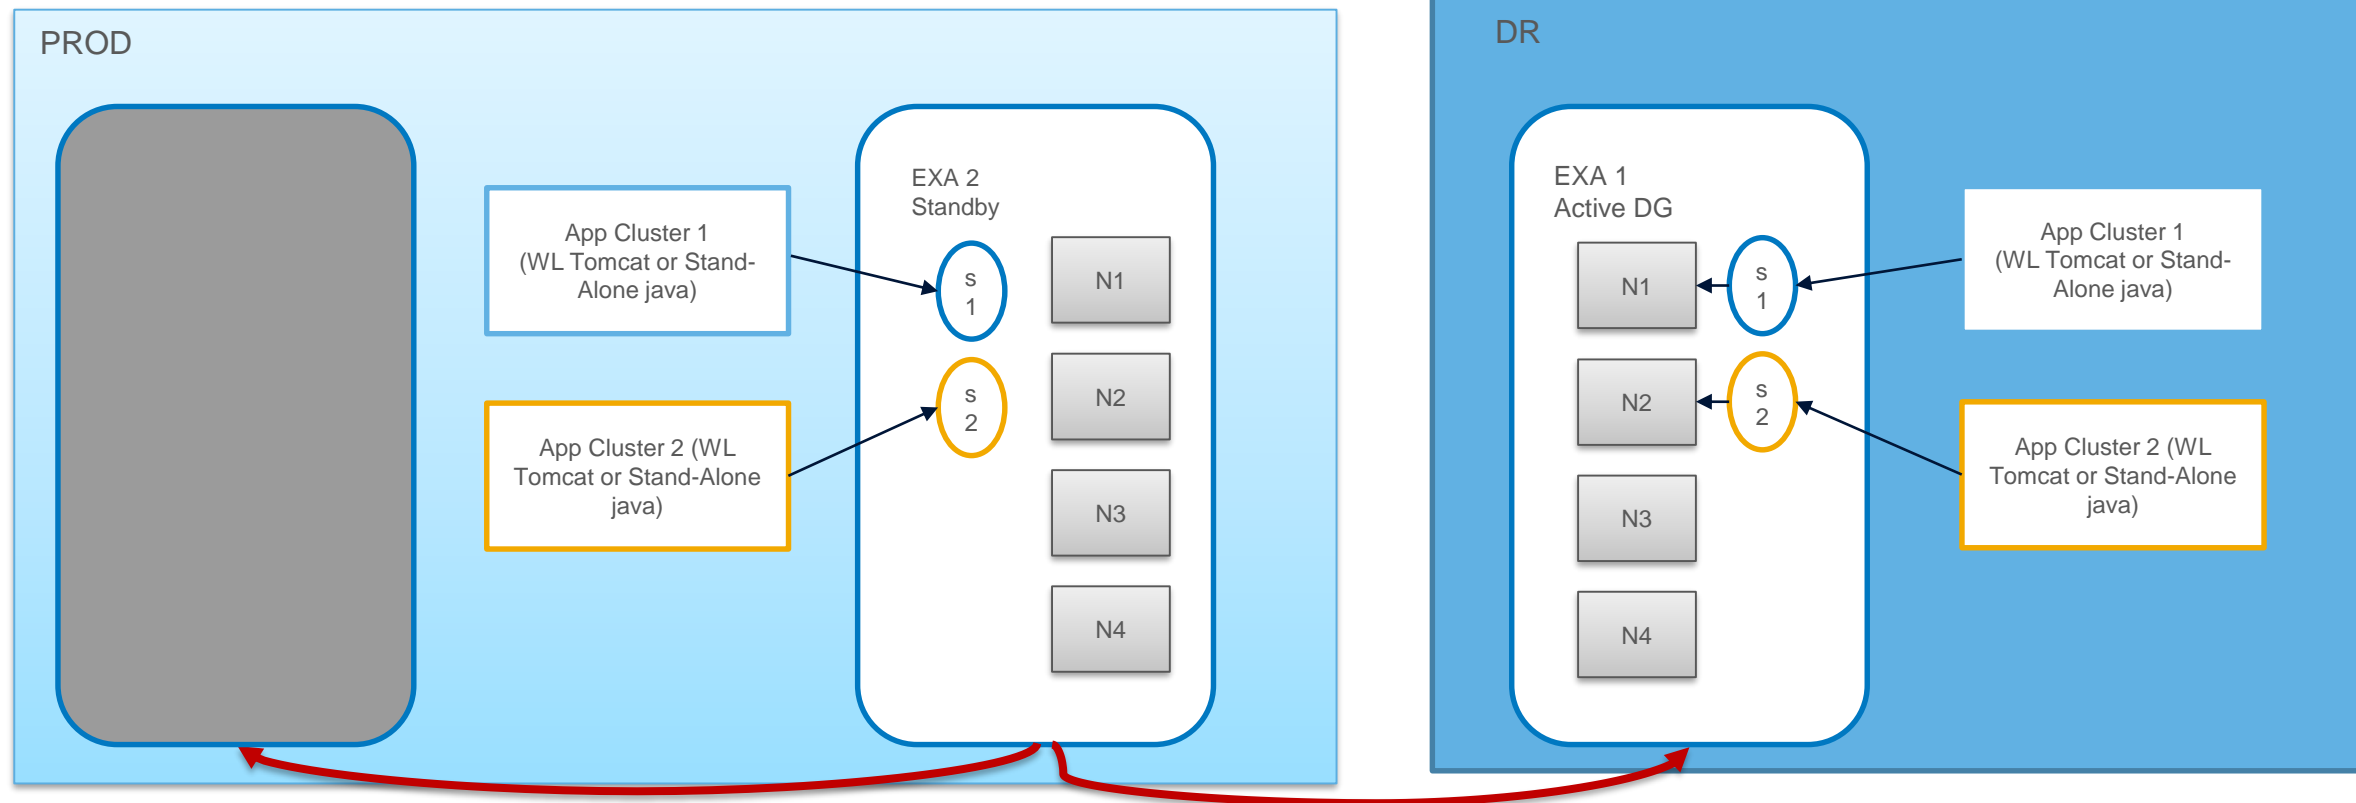 PROD
App Cluster 1
(WL Tomcat or Stand-
Alone java)
App Cluster 2 (WL
Tomcat or Stand-Alone
java)
EXA 2
Standby
s
1
s
2
N1
N2
N3
N4
DR
EXA 1
Active DG
N1
N2
N3
N4
s
1
s
2
App Cluster 1
(WL Tomcat or Stand-
Alone java)
App Cluster 2 (WL
Tomcat or Stand-Alone
java)